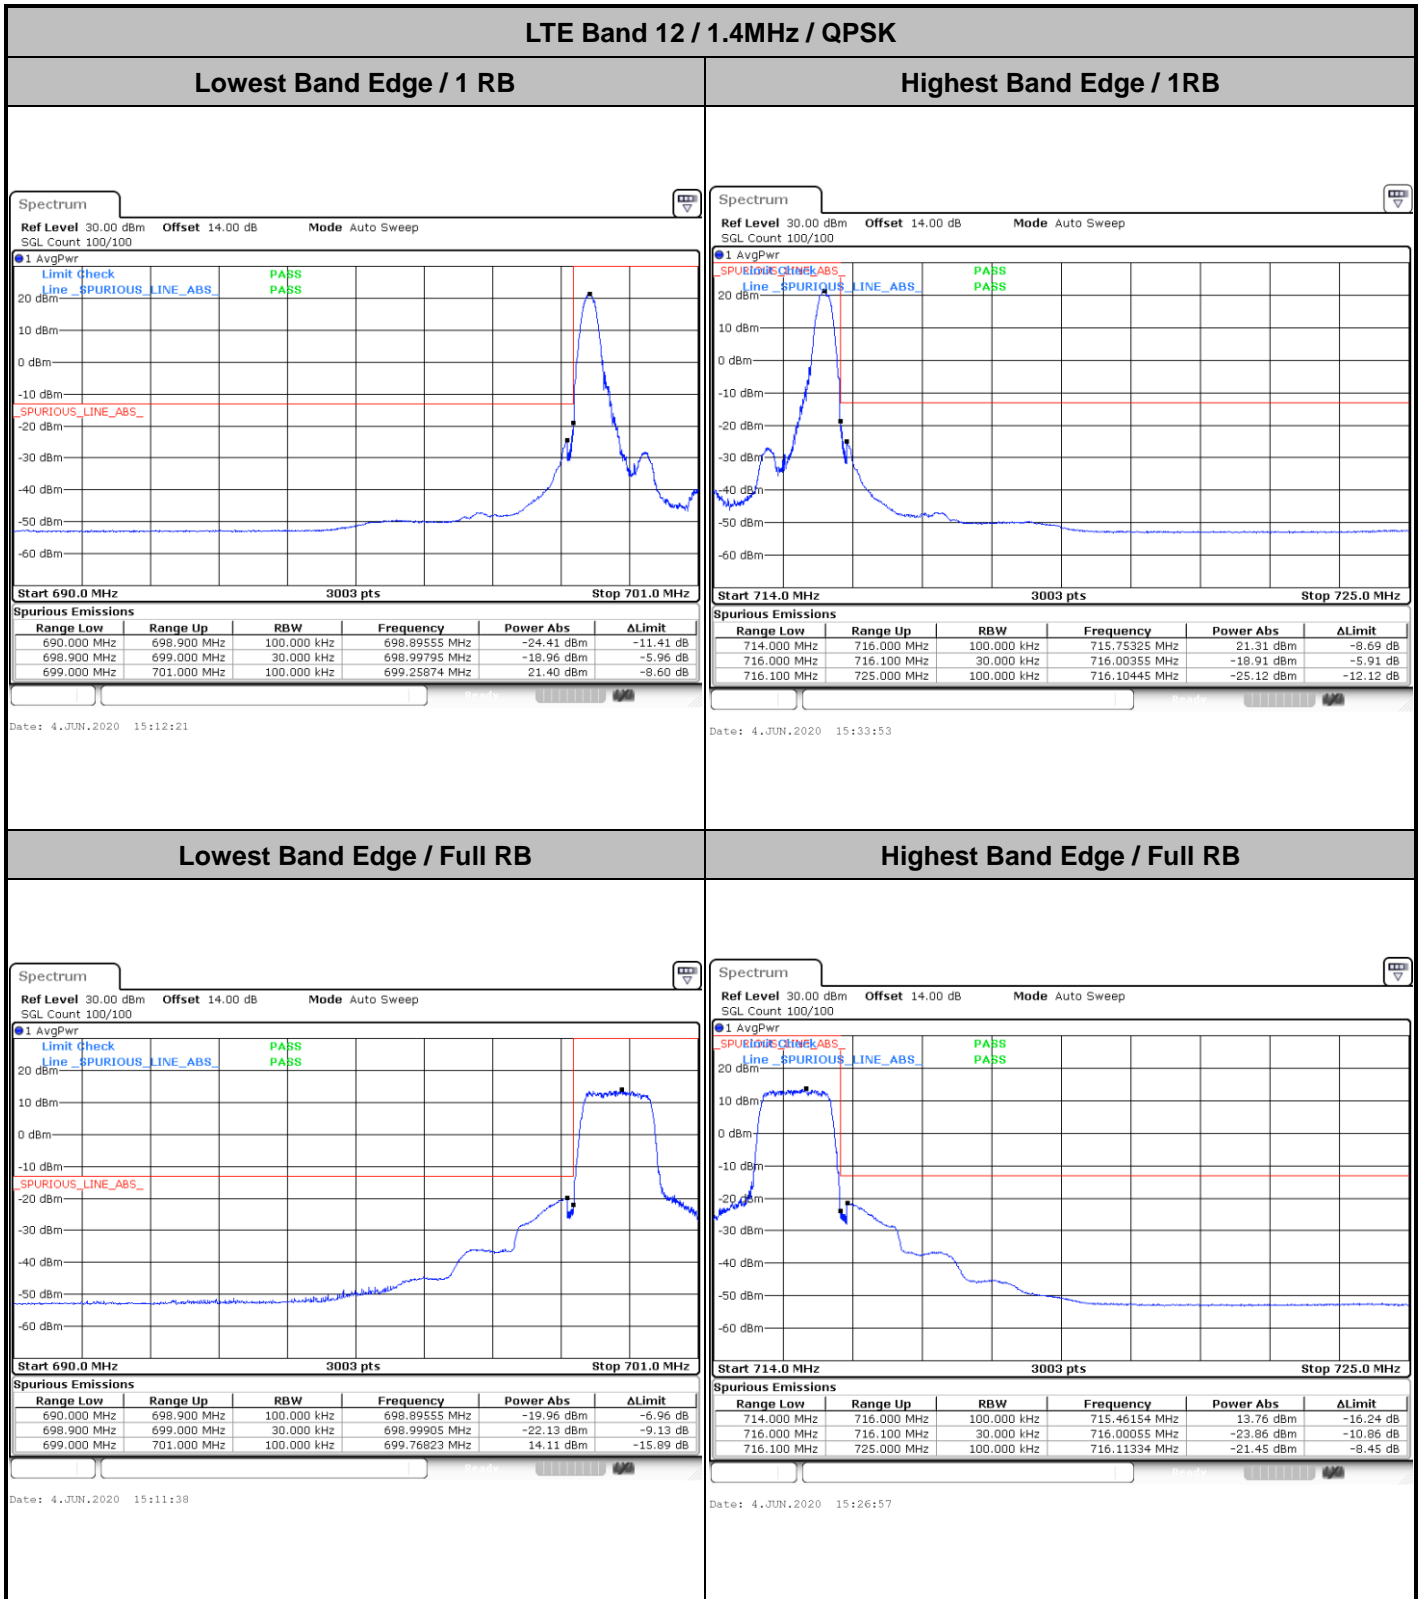 LTE Band 12 / 1.4MHz / QPSK
Lowest Band Edge / 1 RB
Highest Band Edge / 1RB
Spectrum
Ref Level 30.00 dBm Offset 14.00 dB Mode Auto Sweep
SGL Count 100/100
1 AvgPwr
Limit Check PASS
Line _SPURIOUS_LINE_ABS_ PASS
20 dBm
10 dBm
0 dBm
-10 dBm
_SPURIOUS_LINE_ABS_
-20 dBm
-30 dBm
-40 dBm
-50 dBm
-60 dBm
Start 690.0 MHz 3003 pts Stop 701.0 MHz
Spurious Emissions
Range Low Range Up RBW Frequency Power Abs ΔLimit
690.000 MHz 698.900 MHz 100.000 kHz 698.89555 MHz -24.41 dBm -11.41 dB
698.900 MHz 699.000 MHz 30.000 kHz 698.99795 MHz -18.96 dBm -5.96 dB
699.000 MHz 701.000 MHz 100.000 kHz 699.25874 MHz 21.40 dBm -8.60 dB
Ready
Date: 4.JUN.2020 15:12:21
Spectrum
Ref Level 30.00 dBm Offset 14.00 dB Mode Auto Sweep
SGL Count 100/100
1 AvgPwr
_SPURIOUS_LINE_ABS_
Limit Check PASS
Line _SPURIOUS_LINE_ABS_ PASS
20 dBm
10 dBm
0 dBm
-10 dBm
-20 dBm
-30 dBm
-40 dBm
-50 dBm
-60 dBm
Start 714.0 MHz 3003 pts Stop 725.0 MHz
Spurious Emissions
Range Low Range Up RBW Frequency Power Abs ΔLimit
714.000 MHz 716.000 MHz 100.000 kHz 715.75325 MHz 21.31 dBm -8.69 dB
716.000 MHz 716.100 MHz 30.000 kHz 716.00355 MHz -18.91 dBm -5.91 dB
716.100 MHz 725.000 MHz 100.000 kHz 716.10445 MHz -25.12 dBm -12.12 dB
Ready
Date: 4.JUN.2020 15:33:53
Lowest Band Edge / Full RB
Highest Band Edge / Full RB
Spectrum
Ref Level 30.00 dBm Offset 14.00 dB Mode Auto Sweep
SGL Count 100/100
1 AvgPwr
Limit Check PASS
Line _SPURIOUS_LINE_ABS_ PASS
20 dBm
10 dBm
0 dBm
-10 dBm
_SPURIOUS_LINE_ABS_
-20 dBm
-30 dBm
-40 dBm
-50 dBm
-60 dBm
Start 690.0 MHz 3003 pts Stop 701.0 MHz
Spurious Emissions
Range Low Range Up RBW Frequency Power Abs ΔLimit
690.000 MHz 698.900 MHz 100.000 kHz 698.89555 MHz -19.96 dBm -6.96 dB
698.900 MHz 699.000 MHz 30.000 kHz 698.99905 MHz -22.13 dBm -9.13 dB
699.000 MHz 701.000 MHz 100.000 kHz 699.76823 MHz 14.11 dBm -15.89 dB
Ready
Date: 4.JUN.2020 15:11:38
Spectrum
Ref Level 30.00 dBm Offset 14.00 dB Mode Auto Sweep
SGL Count 100/100
1 AvgPwr
_SPURIOUS_LINE_ABS_
Limit Check PASS
Line _SPURIOUS_LINE_ABS_ PASS
20 dBm
10 dBm
0 dBm
-10 dBm
-20 dBm
-30 dBm
-40 dBm
-50 dBm
-60 dBm
Start 714.0 MHz 3003 pts Stop 725.0 MHz
Spurious Emissions
Range Low Range Up RBW Frequency Power Abs ΔLimit
714.000 MHz 716.000 MHz 100.000 kHz 715.46154 MHz 13.76 dBm -16.24 dB
716.000 MHz 716.100 MHz 30.000 kHz 716.00055 MHz -23.86 dBm -10.86 dB
716.100 MHz 725.000 MHz 100.000 kHz 716.11334 MHz -21.45 dBm -8.45 dB
Ready
Date: 4.JUN.2020 15:26:57